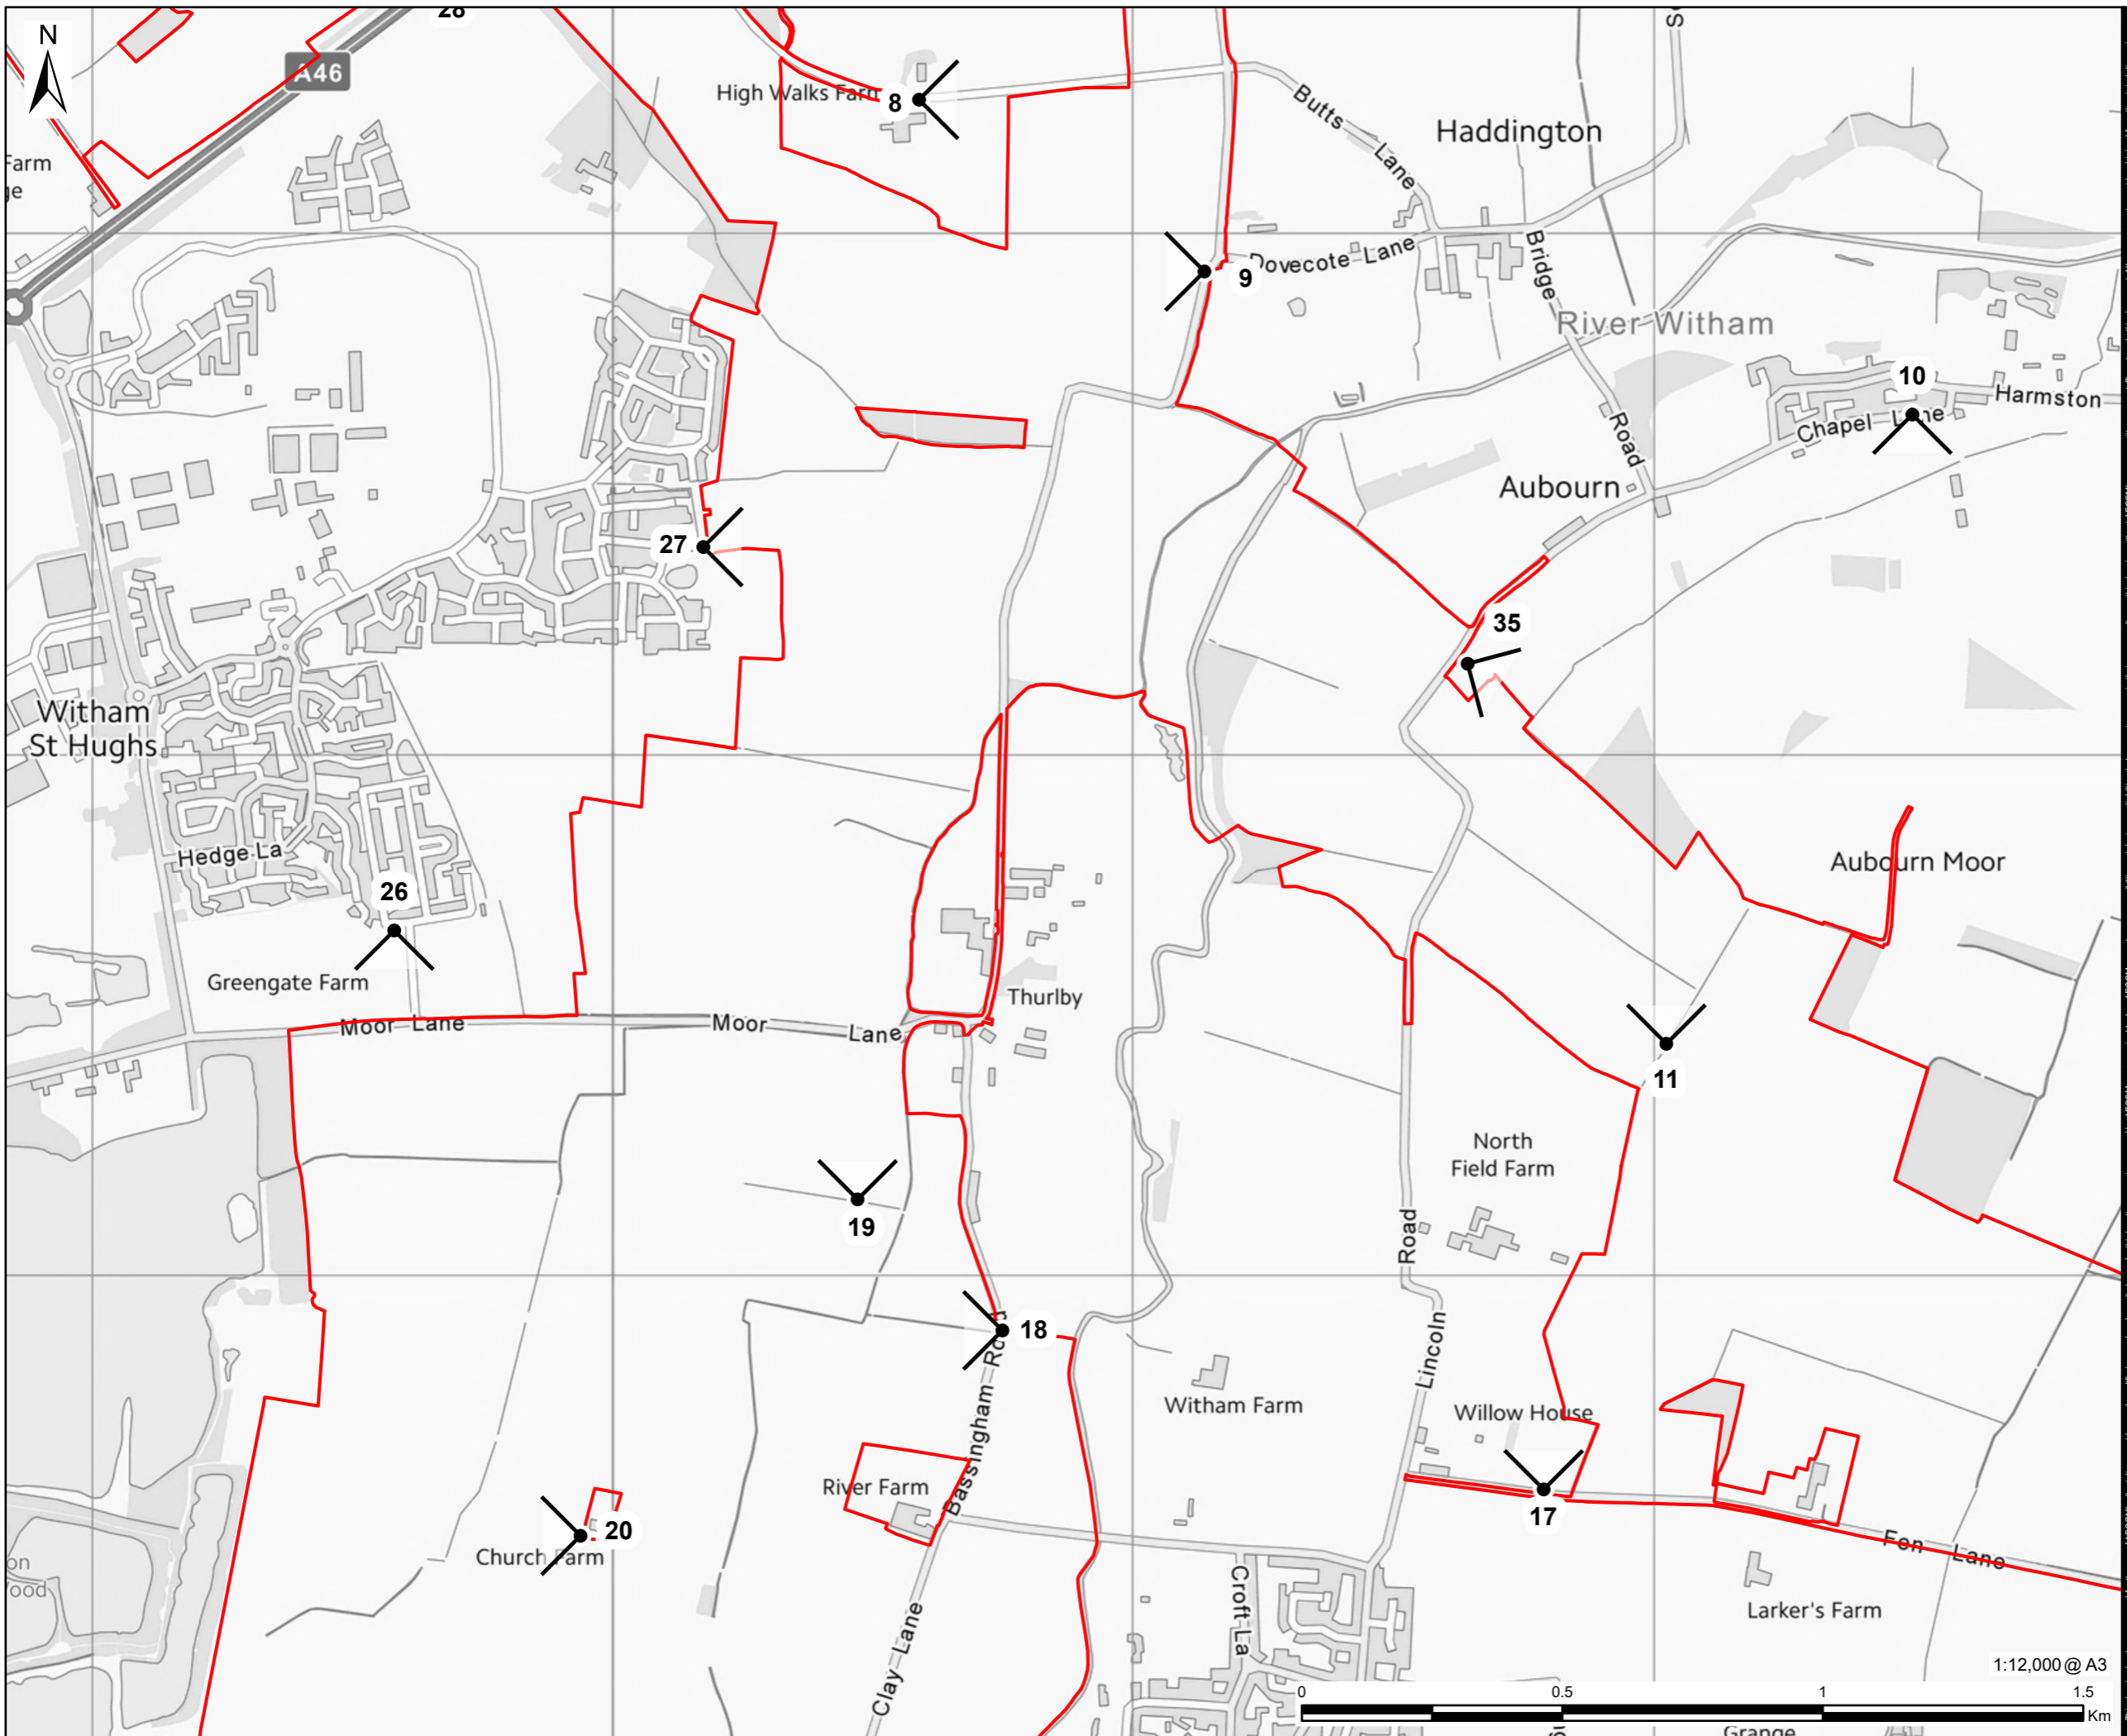 28
N
A46
High Walks Farm
8
Butts
Lane
Haddington
Farm
9
Dovecote Lane
Bridge
Road
River Witham
10
Harmston
Chapel Lane
Aubourn
27
35
Witham
St Hughs
Hedge La
26
Aubourn Moor
Greengate Farm
Thurlby
Moor Lane
Moor
Lane
11
North
Field Farm
19
Road
18
Lincoln
Bassingham Road
Witham Farm
Willow House
River Farm
17
20
Church Farm
Fen Lane
Croft La
Larker's Farm
Clay Lane
1:12,000 @ A3
0
0.5
1
1.5
Km
Grange